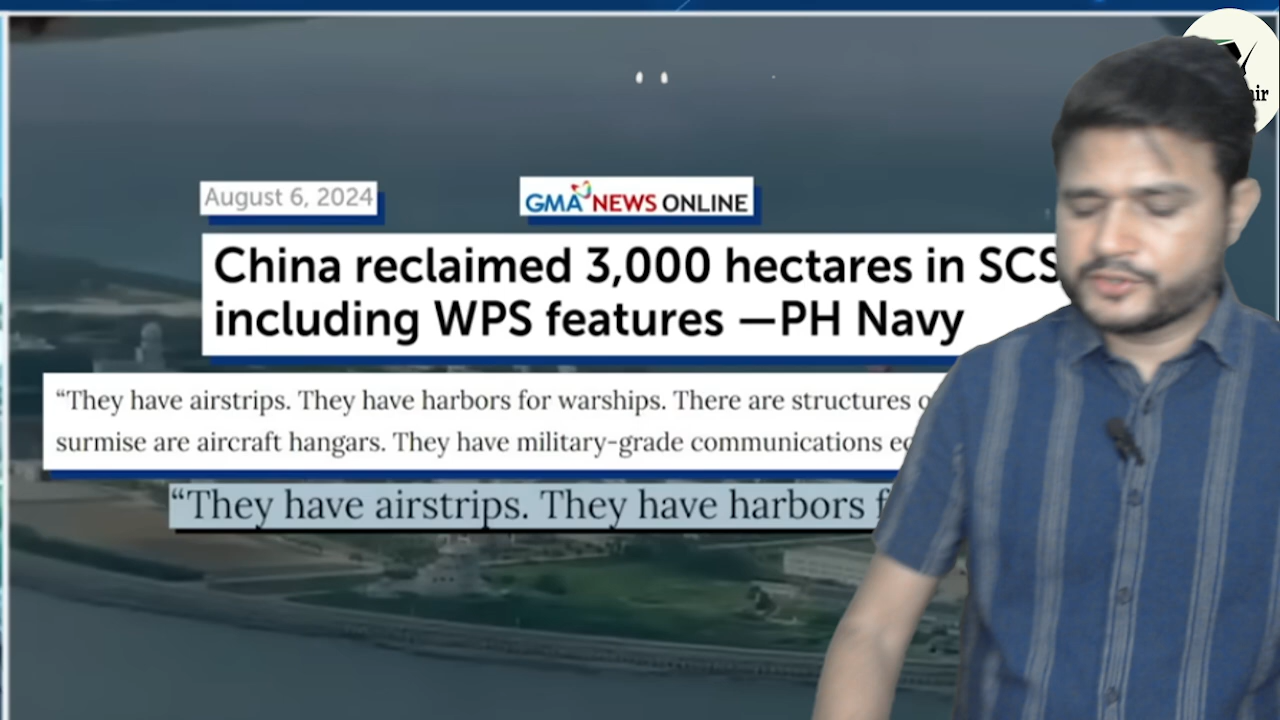 August 6, 2024
GMA NEWS ONLINE
China reclaimed 3,000 hectares in SCS
including WPS features —PH Navy
“They have airstrips. They have harbors for warships. There are structures
surmise are aircraft hangars. They have military-grade communications
“They have airstrips. They have harbors